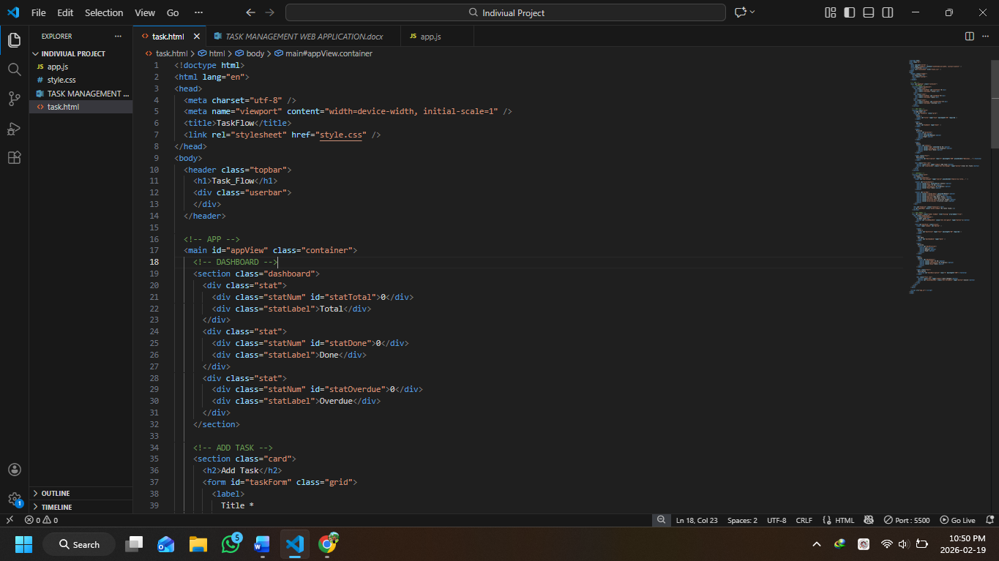 File Edit Selection View Go ···
Indiviual Project
EXPLORER ···
task.html
TASK MANAGEMENT WEB APPLICATION.docx
JS app.js
INDIVIUAL PROJECT
JS app.js
# style.css
TASK MANAGEMENT ...
<> task.html
<> task.html > html > body > main#appView.container
1 <!doctype html>
2 <html lang="en">
3 <head>
4 <meta charset="utf-8" />
5 <meta name="viewport" content="width=device-width, initial-scale=1" />
6 <title>TaskFlow</title>
7 <link rel="stylesheet" href="style.css" />
8 </head>
9 <body>
10 <header class="topbar">
11 <h1>Task_Flow</h1>
12 <div class="userbar">
13 </div>
14 </header>
15
16 <!-- APP -->
17 <main id="appView" class="container">
18 <!-- DASHBOARD -->
19 <section class="dashboard">
20 <div class="stat">
21 <div class="statNum" id="statTotal">0</div>
22 <div class="statLabel">Total</div>
23 </div>
24 <div class="stat">
25 <div class="statNum" id="statDone">0</div>
26 <div class="statLabel">Done</div>
27 </div>
28 <div class="stat">
29 <div class="statNum" id="statOverdue">0</div>
30 <div class="statLabel">Overdue</div>
31 </div>
32 </section>
33
34 <!-- ADD TASK -->
35 <section class="card">
36 <h2>Add Task</h2>
37 <form id="taskForm" class="grid">
38 <label>
39 Title *
OUTLINE
TIMELINE
1
0 0
Ln 18, Col 23 Spaces: 2 UTF-8 CRLF {} HTML Port : 5500 Go Live
Search
5
10:50 PM
2026-02-19